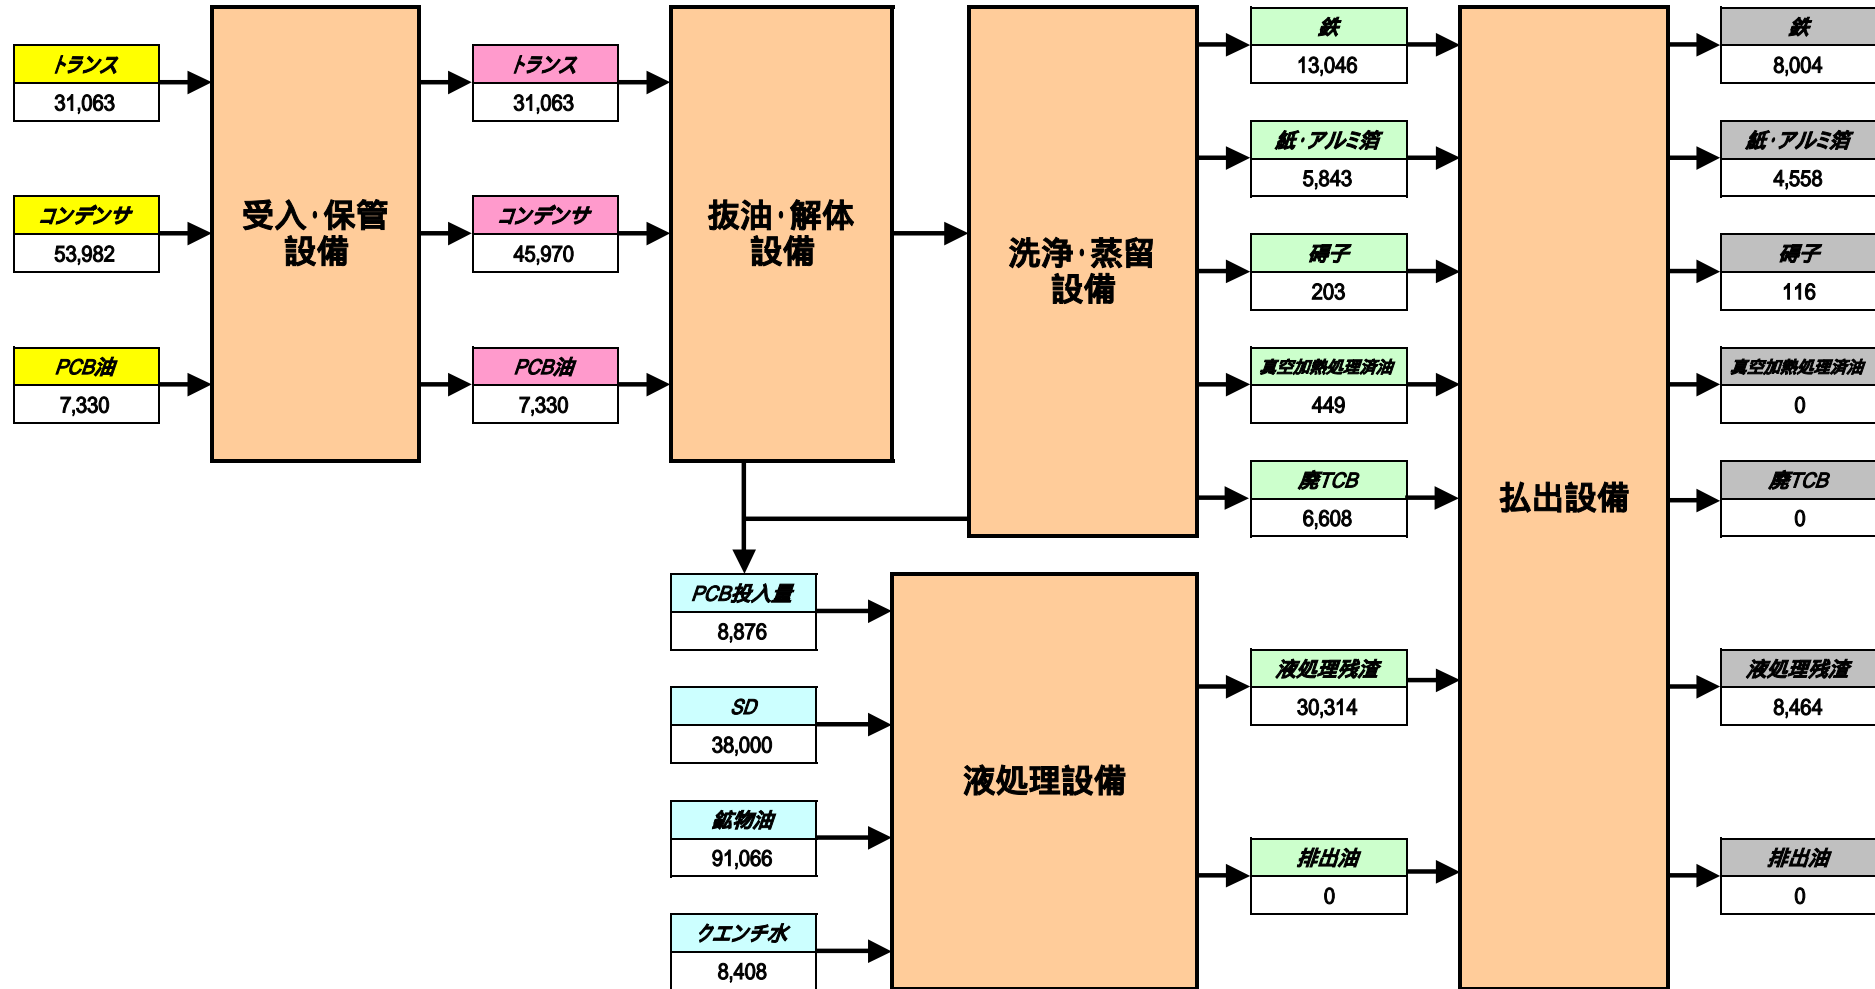 トランス
31,063
コンデンサ
53,982
PCB油
7,330
受入・保管
設備
トランス
31,063
コンデンサ
45,970
PCB油
7,330
抜油・解体
設備
洗浄・蒸留
設備
鉄
13,046
紙・アルミ箔
5,843
碍子
203
真空加熱処理済油
449
廃TCB
6,608
PCB投入量
8,876
SD
38,000
鉱物油
91,066
クエンチ水
8,408
液処理設備
液処理残渣
30,314
排出油
0
払出設備
鉄
8,004
紙・アルミ箔
4,558
碍子
116
真空加熱処理済油
0
廃TCB
0
液処理残渣
8,464
排出油
0